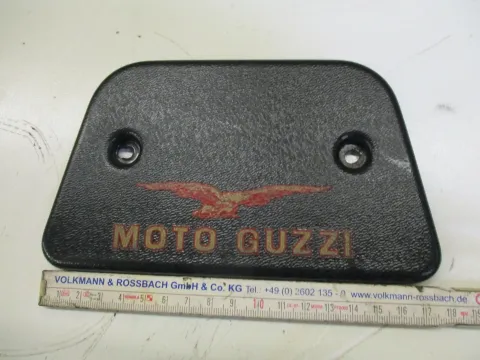 MOTO GUZZI
VOLKMANN & ROSSBACH GmbH & Co. KG Tel.: +49 (0) 2602 135 - 0 www.volkmann-rossbach.de